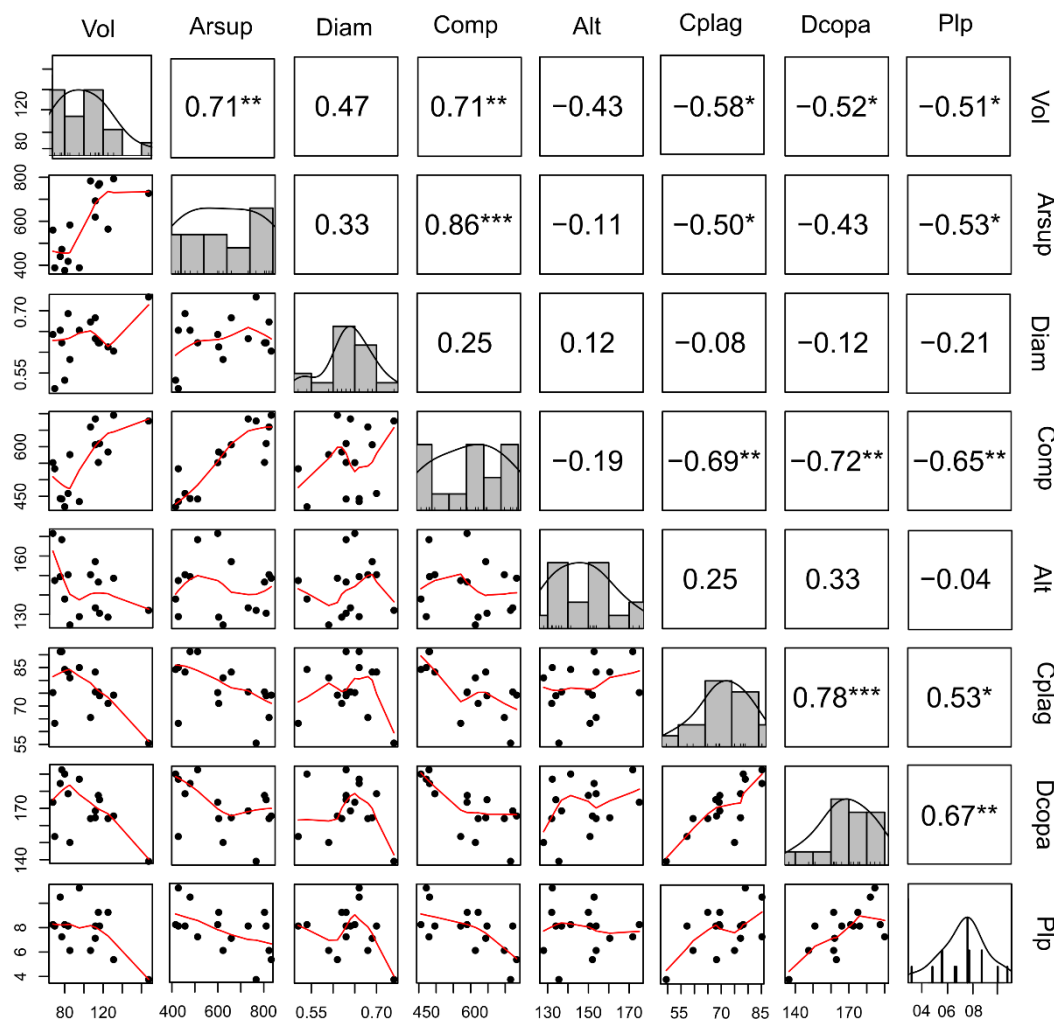 Vol Arsup Diam Comp Alt Cplag Dcopa Plp
80 120 0.71** 0.47 0.71** −0.43 −0.58* −0.52* −0.51* Vol
400 600 800 0.33 0.86*** −0.11 −0.50* −0.43 −0.53* Arsup
0.55 0.70 0.25 0.12 −0.08 −0.12 −0.21 Diam
450 600 −0.19 −0.69** −0.72** −0.65** Comp
130 160 0.25 0.33 −0.04 Alt
55 70 85 0.78*** 0.53* Cplag
140 170 0.67** Dcopa
4 6 8 Plp
04 06 08
80 120 400 600 800 0.55 0.70 450 600 130 150 170 55 70 85 140 170